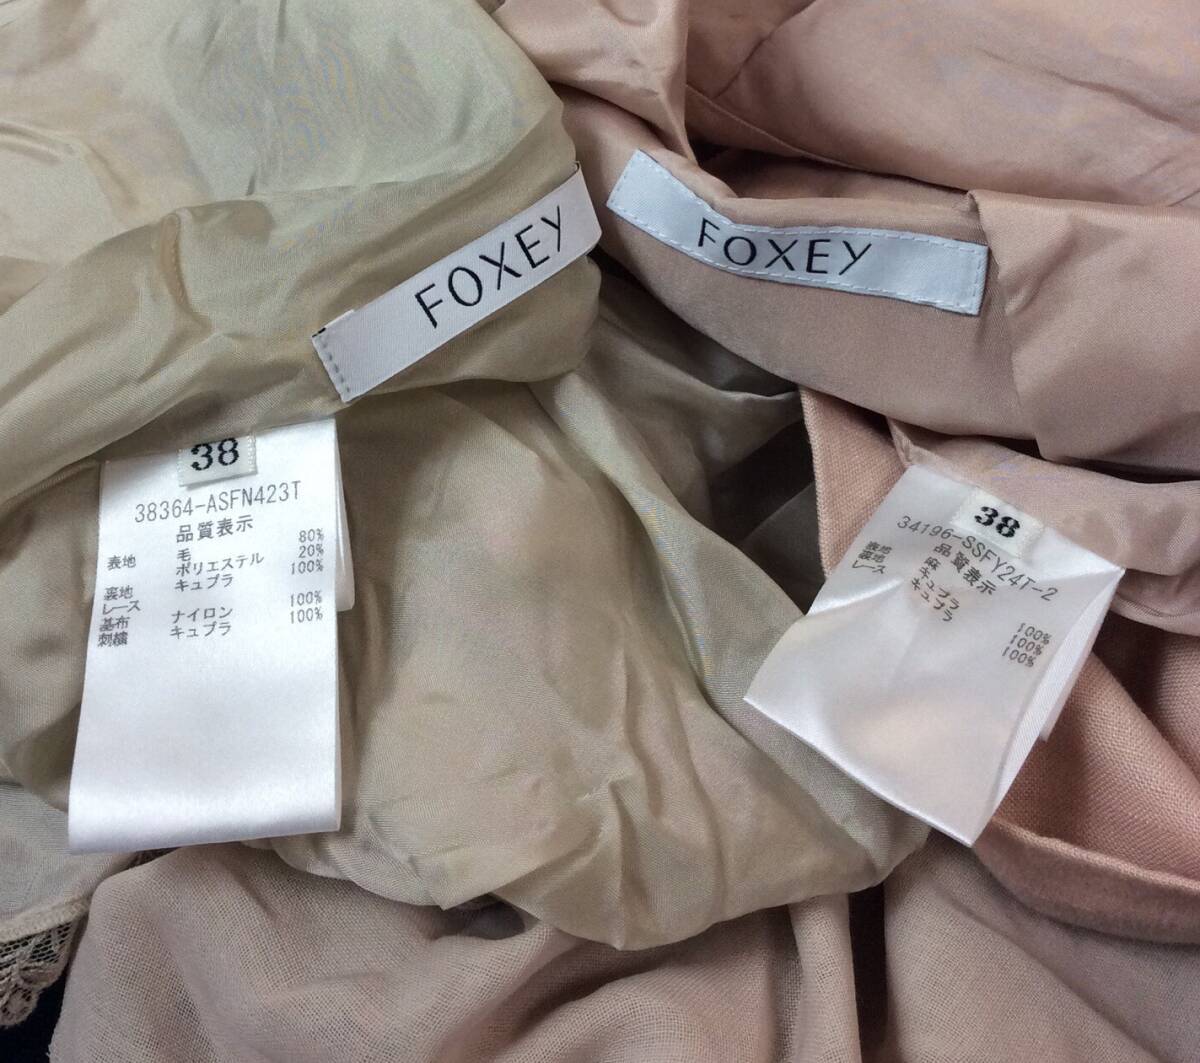 FOXEY
FOXEY
38
38364-ASFN423T
品質表示
表地 毛 80%
ポリエステル 20%
裏地 キュプラ 100%
レース
基布 ナイロン 100%
刺繍 キュプラ 100%
38
34196-SSFY24T-2
品質表示
表地 麻 100%
裏地 キュプラ 100%
レース キュプラ 100%